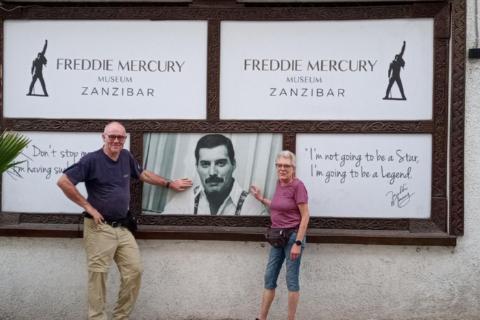 FREDDIE MERCURY
MUSEUM
ZANZIBAR
FREDDIE MERCURY
MUSEUM
ZANZIBAR
Don't stop
I'm having su
"I'm not going to be a Star,
I'm going to be a Legend.